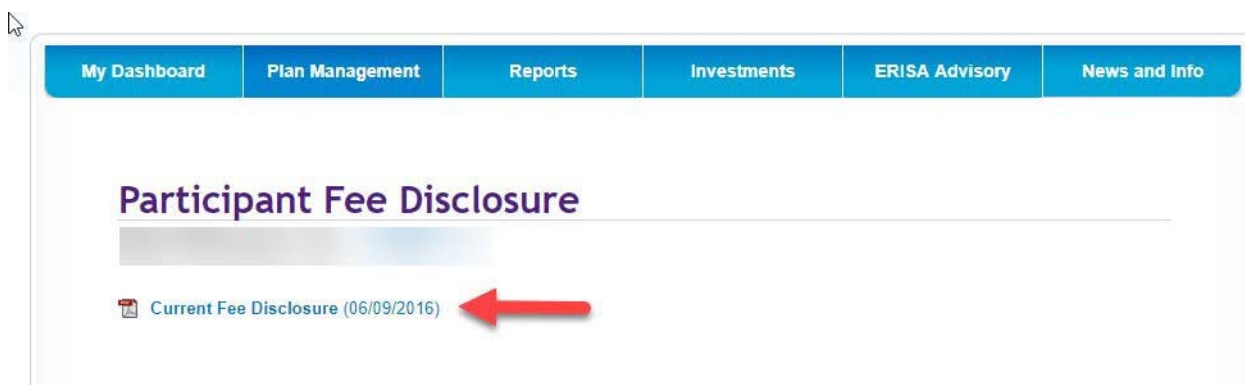 My Dashboard Plan Management Reports Investments ERISA Advisory News and Info
Participant Fee Disclosure
Current Fee Disclosure (06/09/2016)